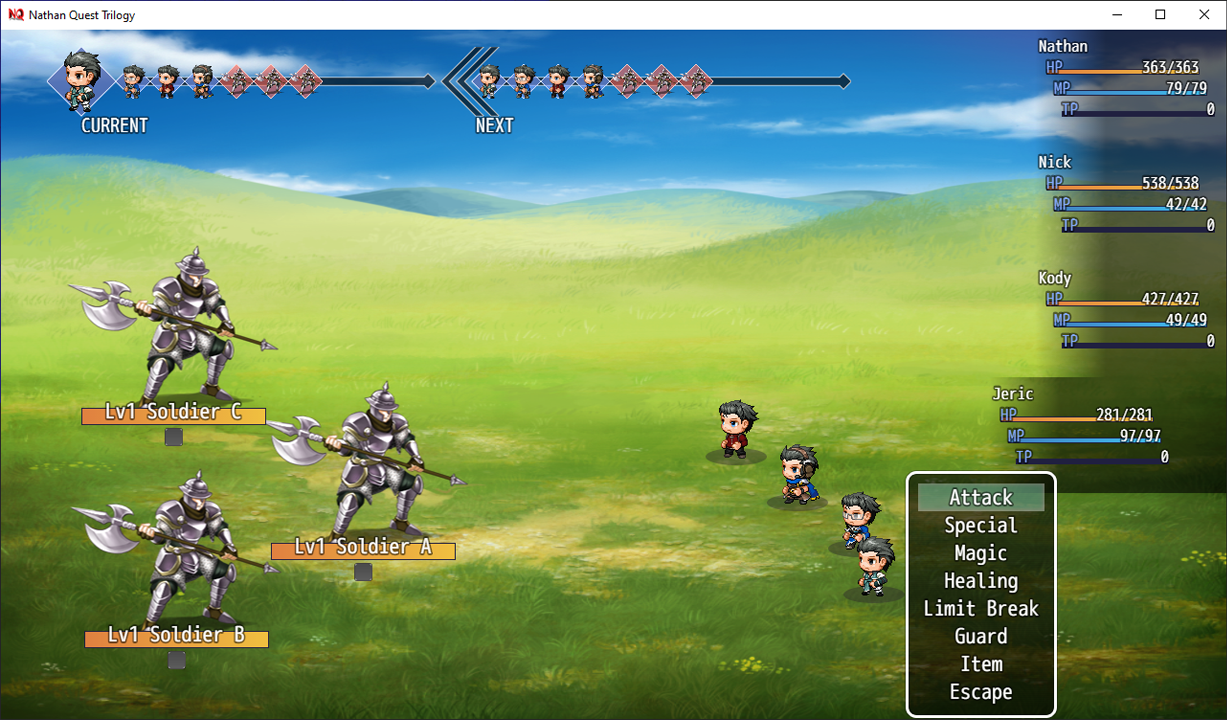 Nathan Quest Trilogy
CURRENT
NEXT
Nathan
HP 363/363
MP 79/79
TP 0
Nick
HP 538/538
MP 42/42
TP 0
Kody
HP 427/427
MP 49/49
TP 0
Jeric
HP 281/281
MP 97/97
TP 0
Lv1 Soldier C
Lv1 Soldier A
Lv1 Soldier B
Attack
Special
Magic
Healing
Limit Break
Guard
Item
Escape